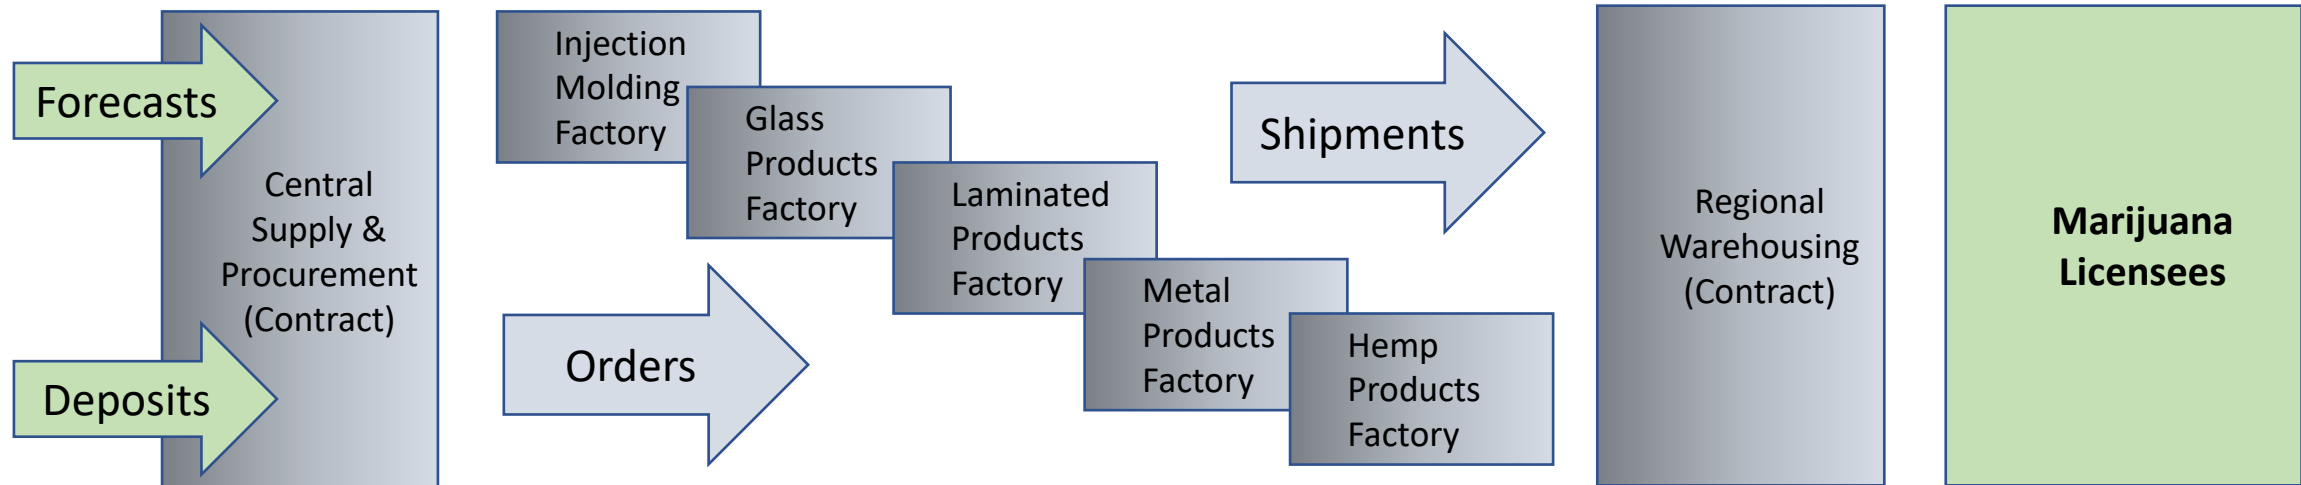 Forecasts
Deposits
Central
Supply &
Procurement
(Contract)
Injection
Molding
Factory
Glass
Products
Factory
Laminated
Products
Factory
Metal
Products
Factory
Hemp
Products
Factory
Orders
Shipments
Regional
Warehousing
(Contract)
Marijuana
Licensees